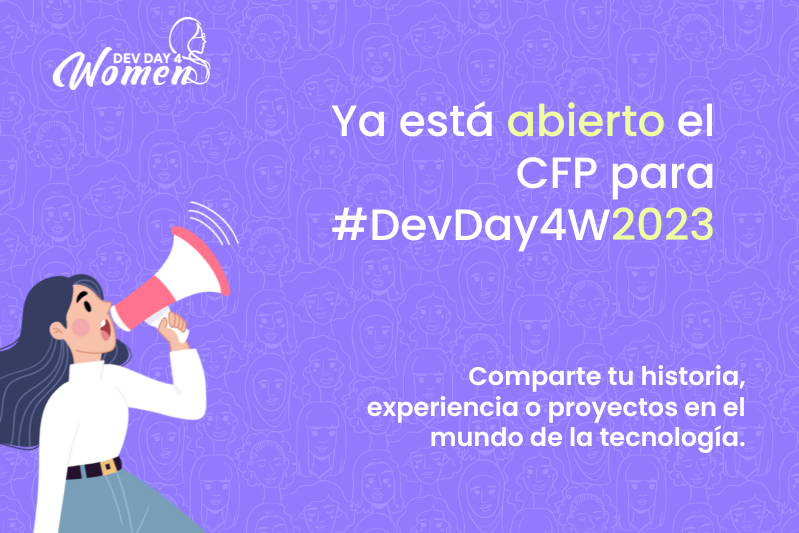 DEV DAY 4
Women
Ya está abierto el
CFP para
#DevDay4W2023
Comparte tu historia,
experiencia o proyectos en el
mundo de la tecnología.